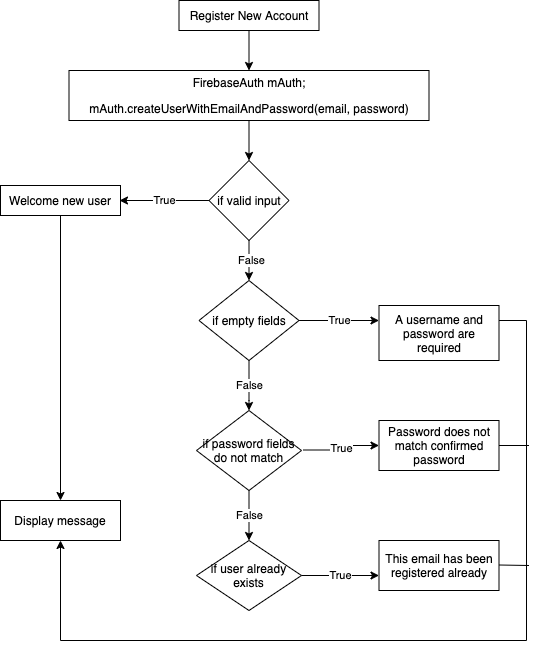 Register New Account
FirebaseAuth mAuth;
mAuth.createUserWithEmailAndPassword(email, password)
Welcome new user
True
if valid input
False
if empty fields
True
A username and
password are
required
False
if password fields
do not match
True
Password does not
match confirmed
password
Display message
False
if user already
exists
True
This email has been
registered already